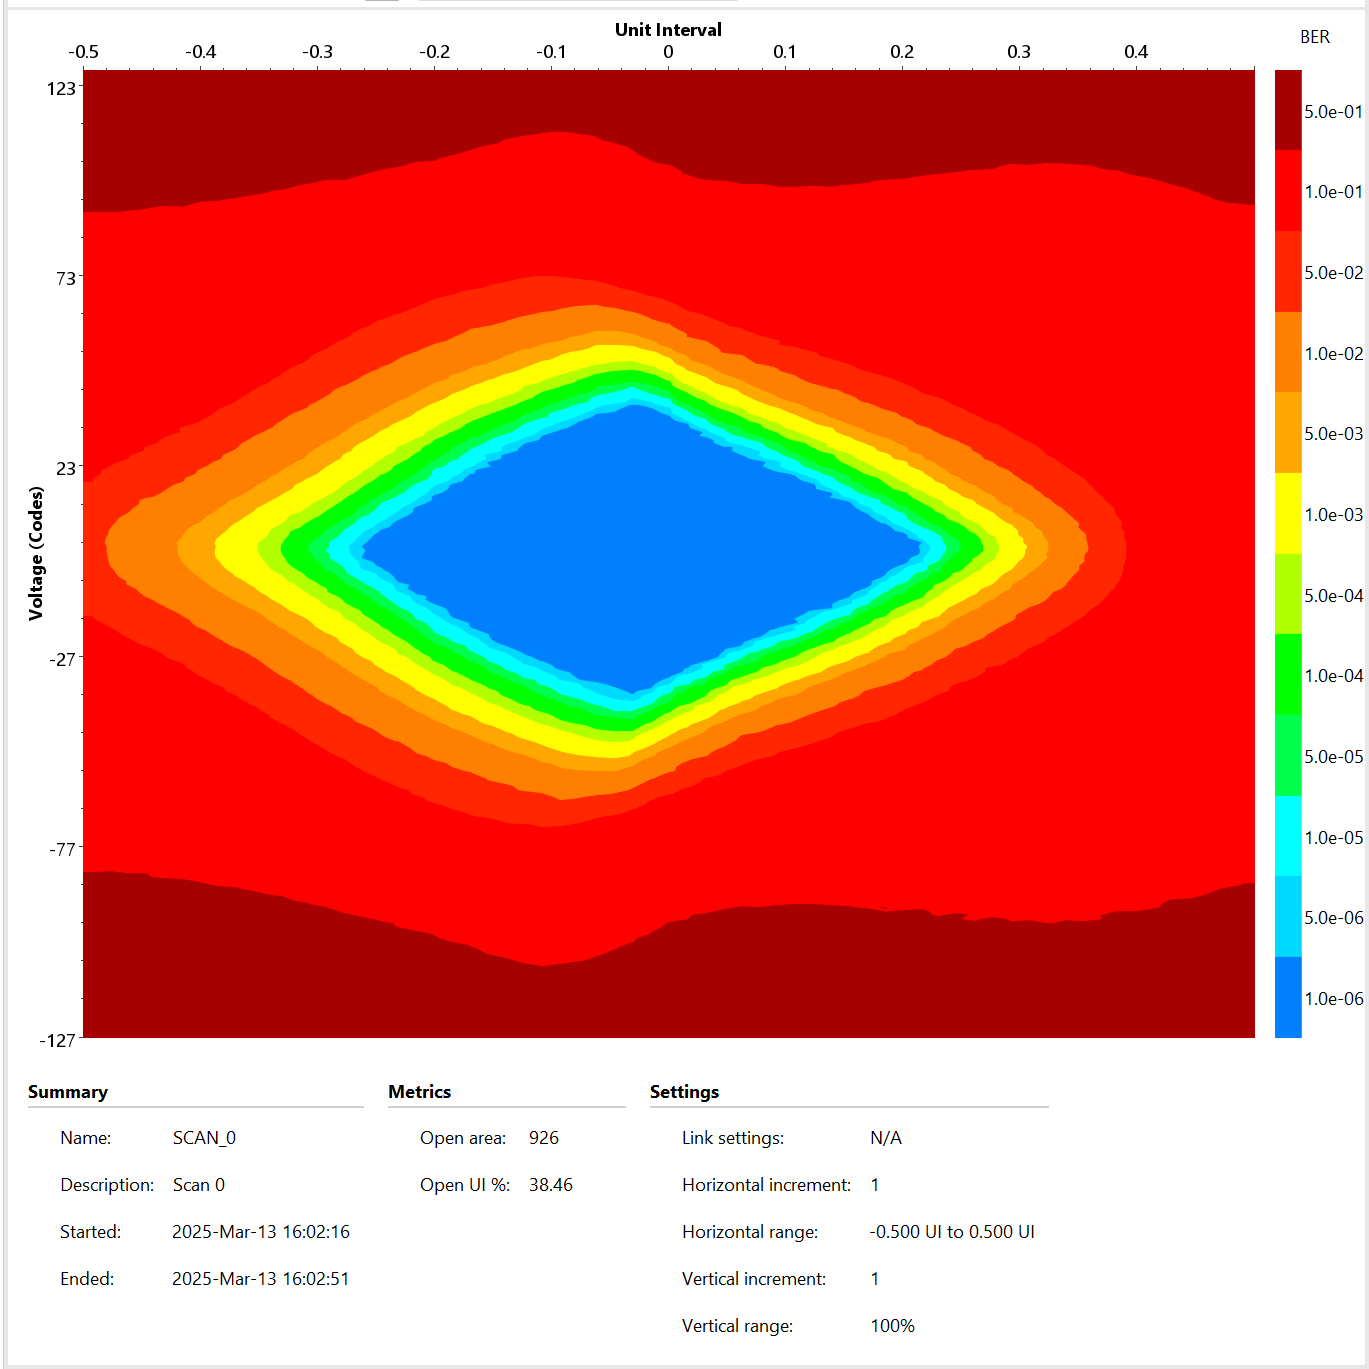 Unit Interval
BER
-0.5 -0.4 -0.3 -0.2 -0.1 0 0.1 0.2 0.3 0.4
123
73
23
-27
-77
-127
Voltage (Codes)
5.0e-01
1.0e-01
5.0e-02
1.0e-02
5.0e-03
1.0e-03
5.0e-04
1.0e-04
5.0e-05
1.0e-05
5.0e-06
1.0e-06
Summary
Name: SCAN_0
Description: Scan 0
Started: 2025-Mar-13 16:02:16
Ended: 2025-Mar-13 16:02:51
Metrics
Open area: 926
Open UI %: 38.46
Settings
Link settings: N/A
Horizontal increment: 1
Horizontal range: -0.500 UI to 0.500 UI
Vertical increment: 1
Vertical range: 100%